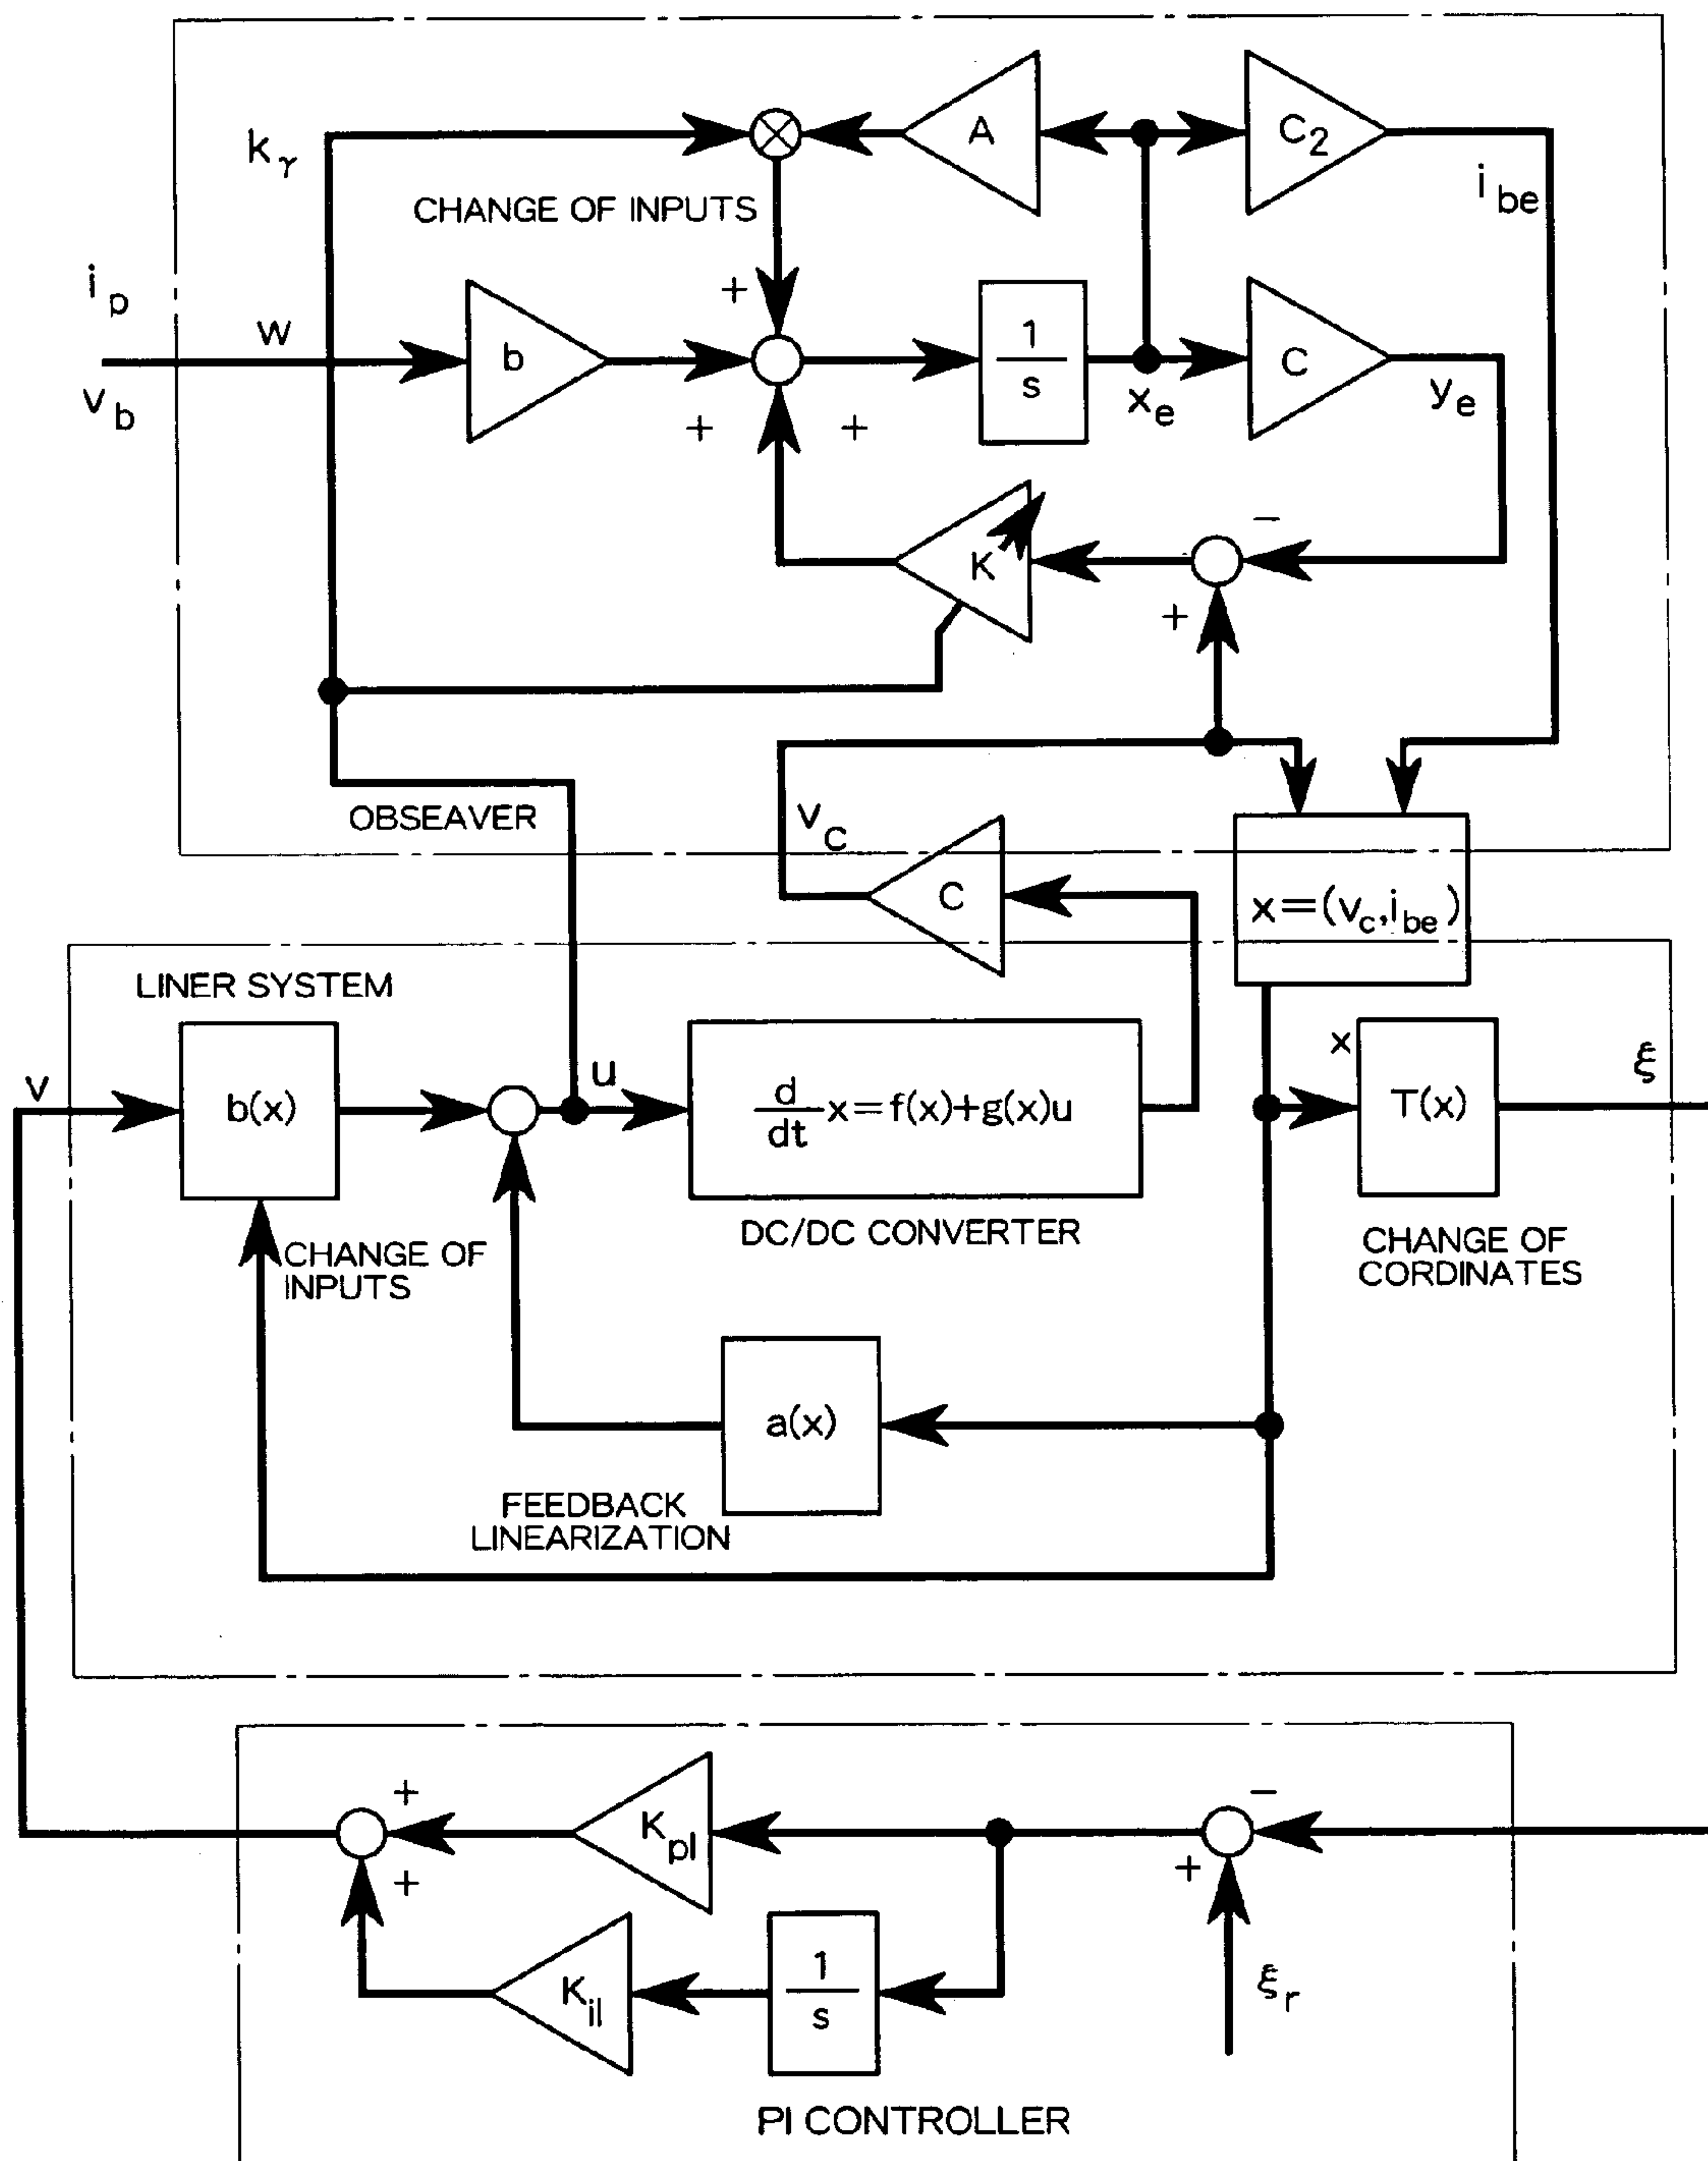 kγ
A
C2
ibe
CHANGE OF INPUTS
+
ip
w
vb
b
1
s
xe
C
ye
+
+
K
−
+
OBSEAVER
vc
C
x=(vc,ibe)
LINER SYSTEM
v
b(x)
u
d
dt
x=f(x)+g(x)u
x
T(x)
ξ
DC/DC CONVERTER
CHANGE OF
INPUTS
CHANGE OF
CORDINATES
a(x)
FEEDBACK
LINEARIZATION
+
Kpl
−
+
+
Kil
1
s
ξr
PI CONTROLLER